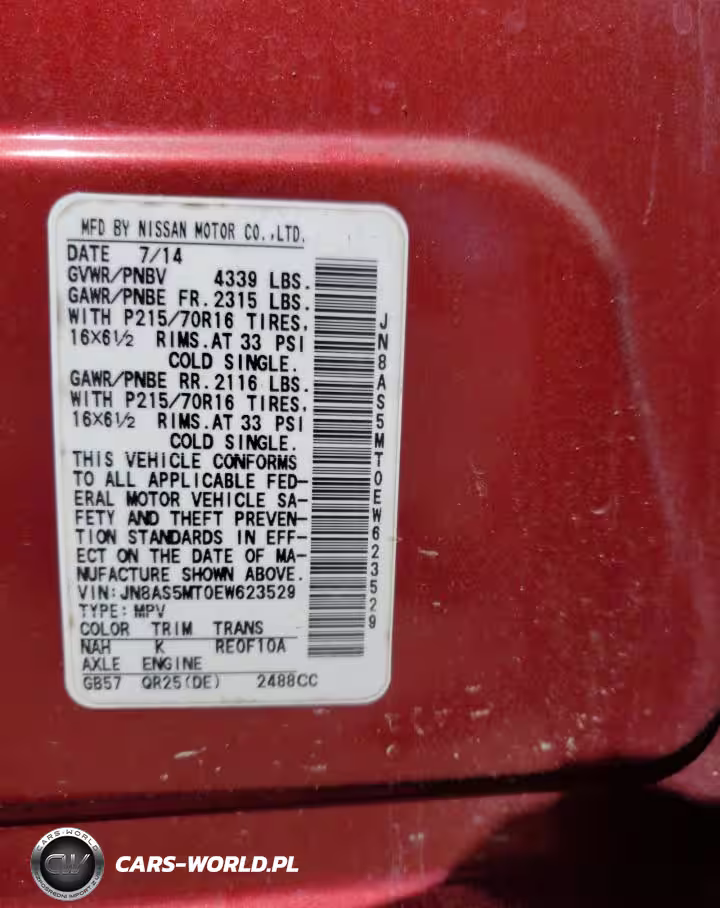 MFD BY NISSAN MOTOR CO.,LTD.
DATE 7/14
GVWR/PNBV 4339 LBS.
GAWR/PNBE FR. 2315 LBS.
WITH P215/70R16 TIRES,
16×6½ RIMS. AT 33 PSI
COLD SINGLE.
GAWR/PNBE RR. 2116 LBS.
WITH P215/70R16 TIRES,
16×6½ RIMS. AT 33 PSI
COLD SINGLE.
THIS VEHICLE CONFORMS
TO ALL APPLICABLE FED-
ERAL MOTOR VEHICLE SA-
FETY AND THEFT PREVEN-
TION STANDARDS IN EFF-
ECT ON THE DATE OF MA-
NUFACTURE SHOWN ABOVE.
VIN: JN8AS5MT0EW623529
TYPE: MPV
COLOR TRIM TRANS
NAH K RE0F10A
AXLE ENGINE
GB57 QR25(DE) 2488CC
JN8AS5MT0EW623529
CARS-WORLD
CW
CARS-WORLD.PL